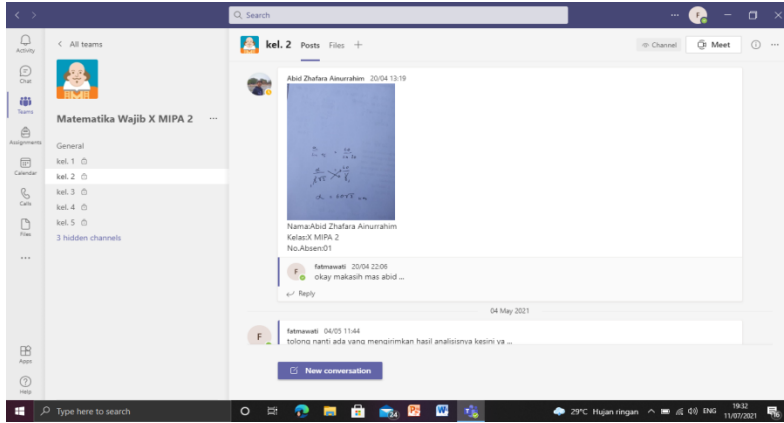 Search
Activity
Chat
Teams
Assignments
Calendar
Calls
Files
Apps
Help
All teams
Matematika Wajib X MIPA 2
General
kel. 1
kel. 2
kel. 3
kel. 4
kel. 5
3 hidden channels
kel. 2 Posts Files +
Channel
Meet
Abid Zhafara Ainurrahim 20/04 13:19
Nama:Abid Zhafara Ainurrahim
Kelas:X MIPA 2
No.Absen:01
F
fatmawati 20/04 22:06
okay makasih mas abid ...
Reply
04 May 2021
F
fatmawati 04/05 11:44
tolong nanti ada yang mengirimkan hasil analisisnya kesini ya ...
New conversation
Type here to search
24
29°C Hujan ringan
ENG
19:32
11/07/2021
16